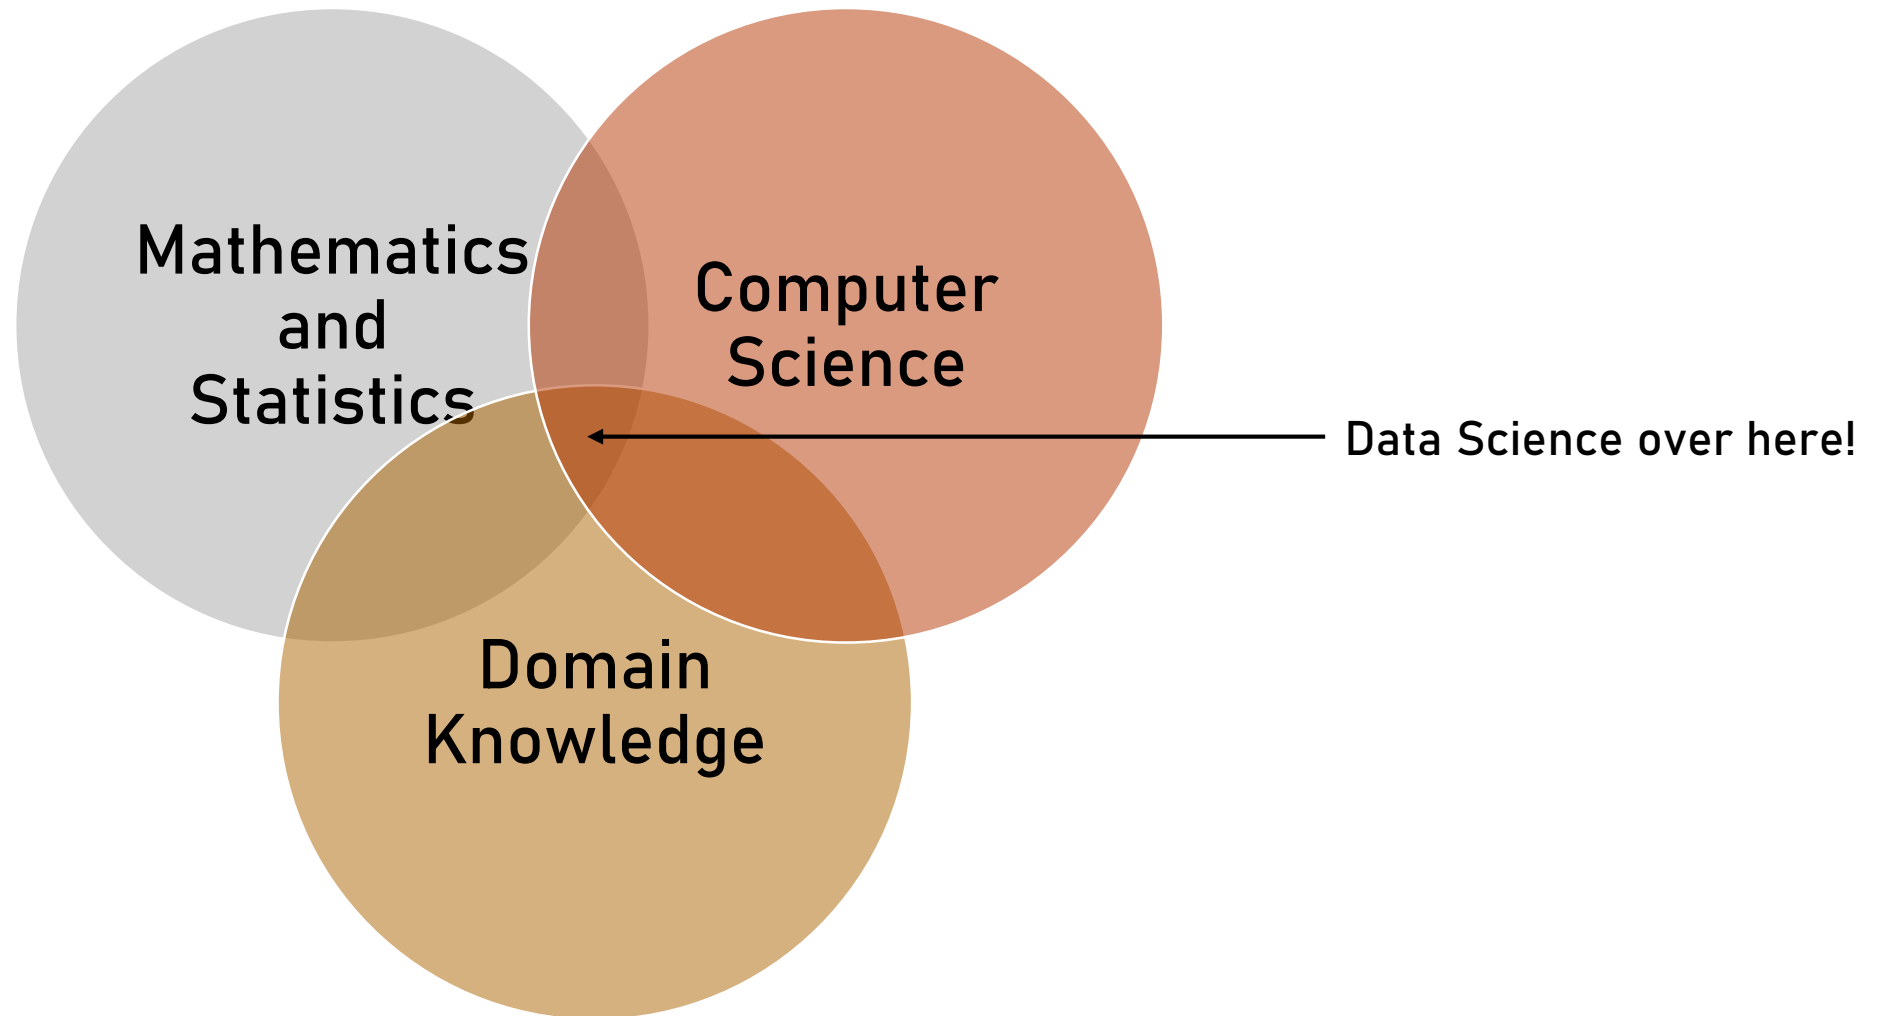 Mathematics
and
Statistics
Computer
Science
Data Science over here!
Domain
Knowledge